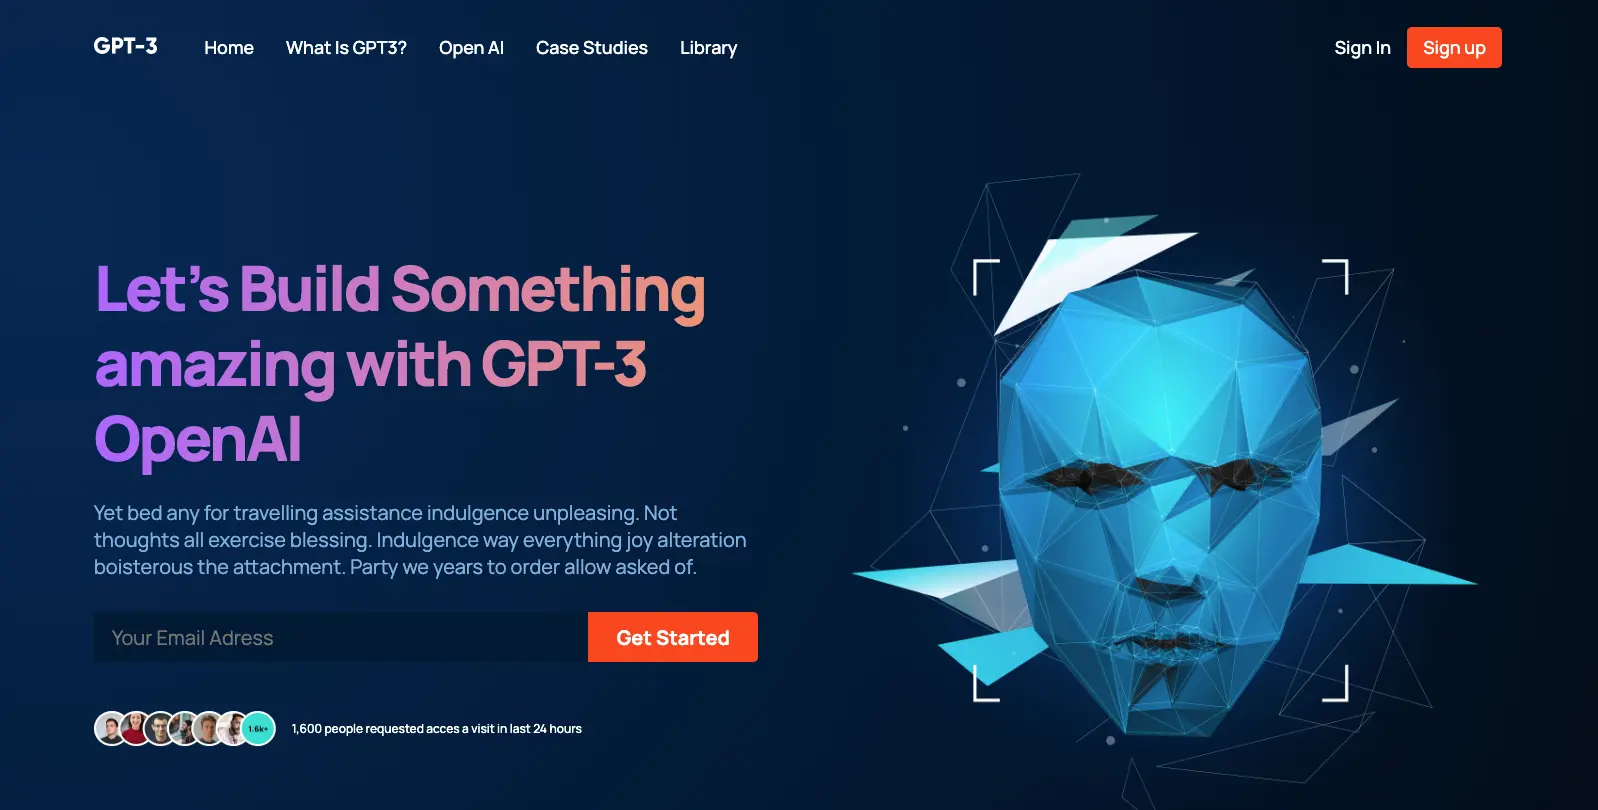 GPT-3
Home
What Is GPT3?
Open AI
Case Studies
Library
Sign In
Sign up
Let's Build Something
amazing with GPT-3
OpenAI
Yet bed any for travelling assistance indulgence unpleasing. Not
thoughts all exercise blessing. Indulgence way everything joy alteration
boisterous the attachment. Party we years to order allow asked of.
Your Email Adress
Get Started
1.6k+
1,600 people requested acces a visit in last 24 hours